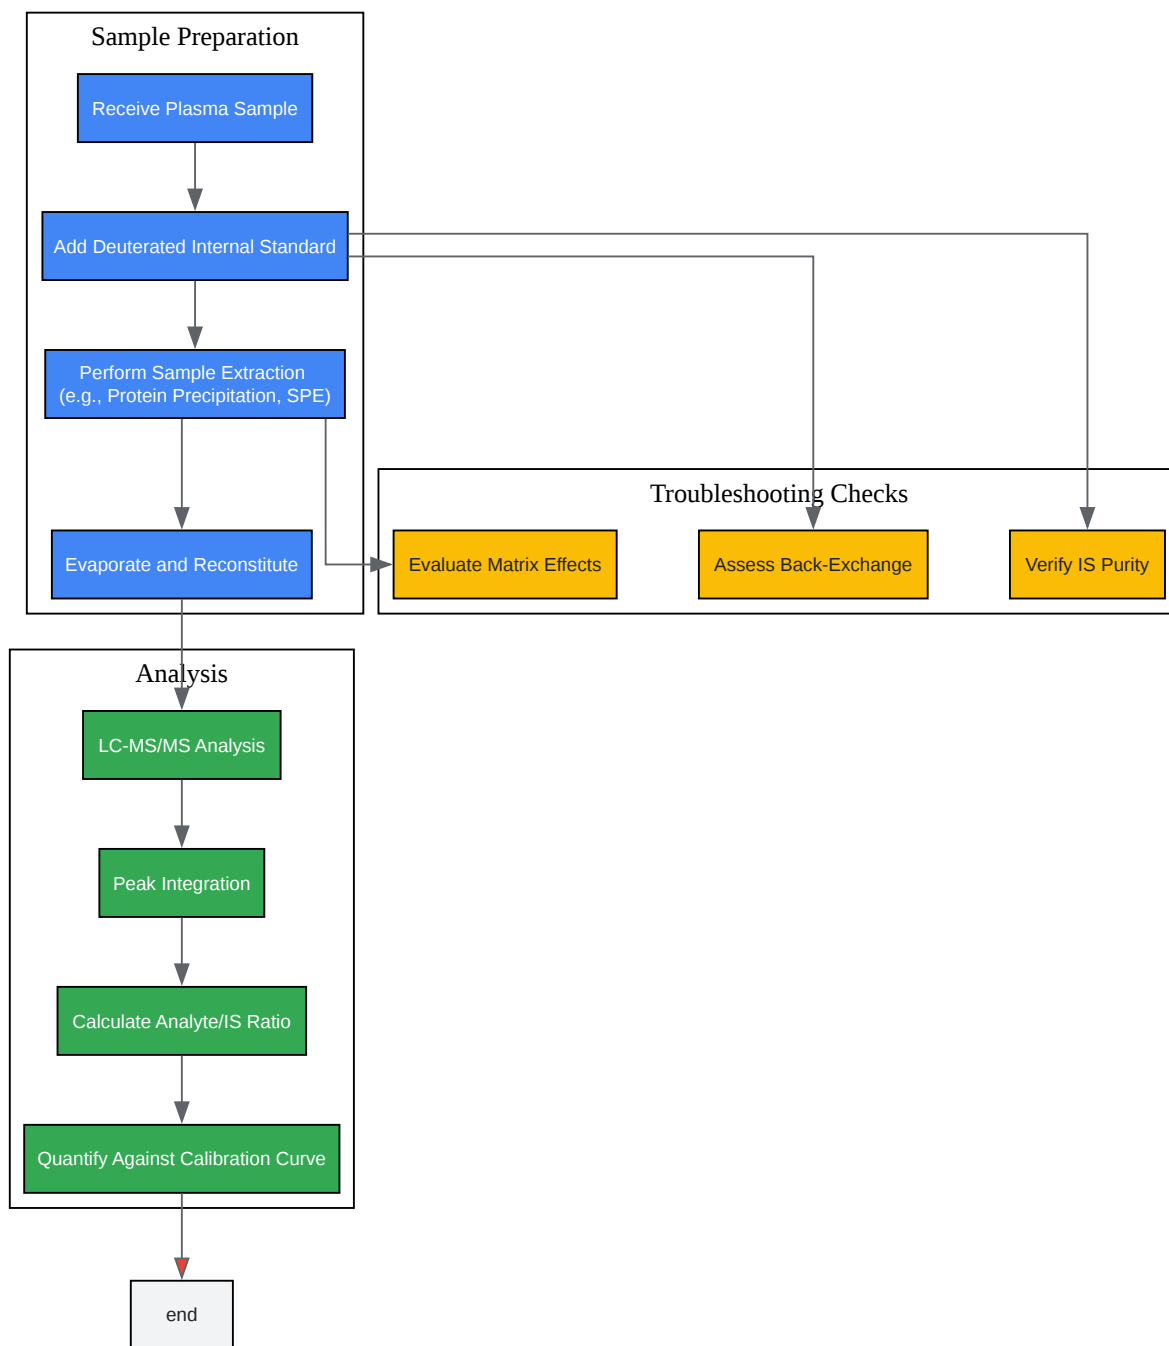 Sample Preparation
Receive Plasma Sample
Add Deuterated Internal Standard
Perform Sample Extraction
(e.g., Protein Precipitation, SPE)
Evaporate and Reconstitute
Troubleshooting Checks
Evaluate Matrix Effects
Assess Back-Exchange
Verify IS Purity
Analysis
LC-MS/MS Analysis
Peak Integration
Calculate Analyte/IS Ratio
Quantify Against Calibration Curve
end